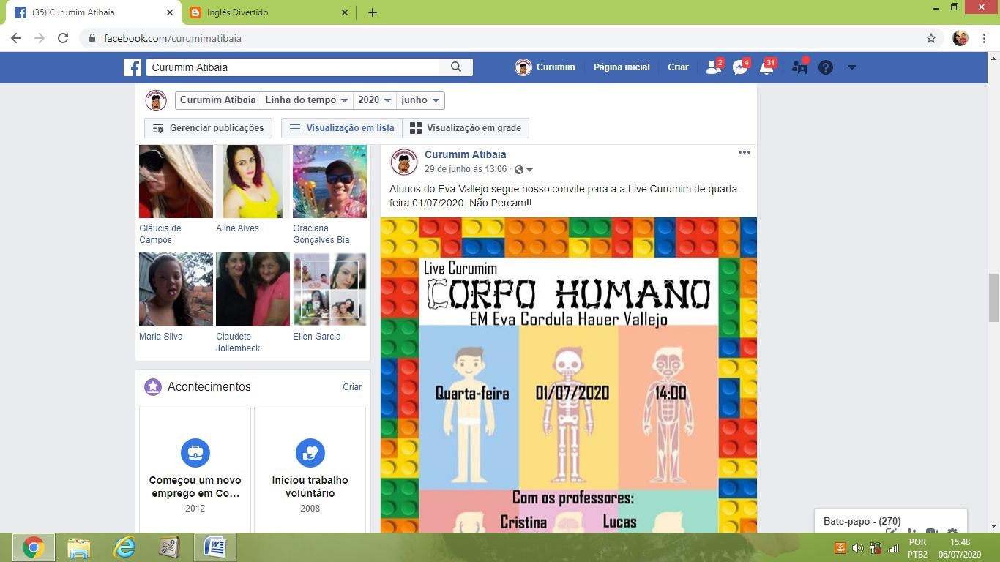 (35) Curumim Atibaia
Inglês Divertido
facebook.com/curumimatibaia
Curumim Atibaia
Curumim
Página inicial
Criar
2
4
31
Curumim Atibaia
Linha do tempo
2020
junho
Gerenciar publicações
Visualização em lista
Visualização em grade
Gláucia de
Campos
Aline Alves
Graciana
Gonçalves Bia
Maria Silva
Claudete
Jollembeck
Ellen Garcia
Acontecimentos
Criar
Começou um novo
emprego em Co...
2012
Iniciou trabalho
voluntário
2008
Curumim Atibaia
29 de junho às 13:06 ·
Alunos do Eva Vallejo segue nosso convite para a a Live Curumim de quarta-
feira 01/07/2020. Não Percam!!
Live Curumim
CORPO HUMANO
EM Eva Cordula Hauer Vallejo
Quarta-feira
01/07/2020
14:00
Com os professores:
Cristina
Lucas
Bate-papo - (270)
POR
PTB2
15:48
06/07/2020